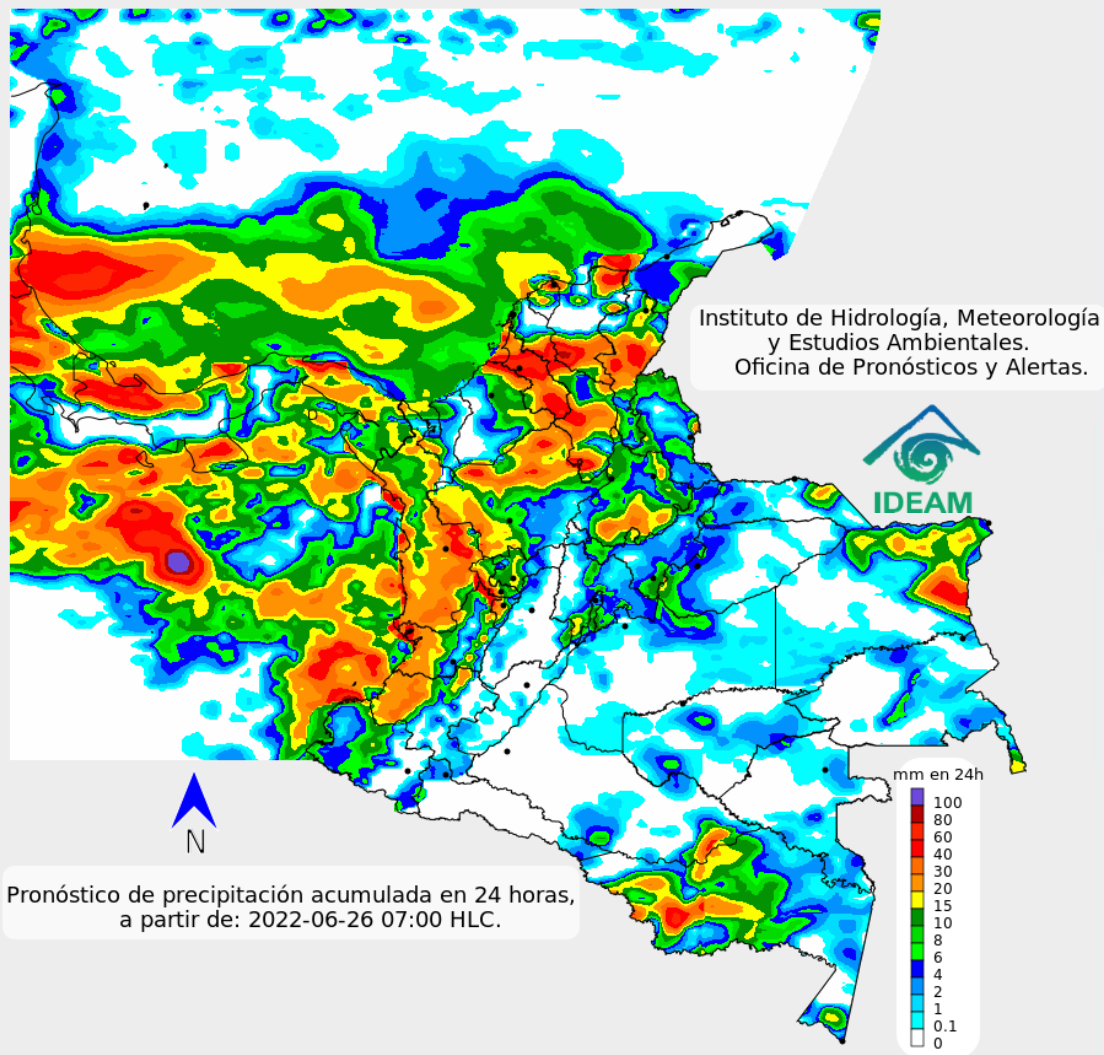 Instituto de Hidrología, Meteorología
y Estudios Ambientales.
Oficina de Pronósticos y Alertas.
IDEAM
mm en 24h
100
80
60
40
30
20
15
10
8
6
4
2
1
0.1
0
N
Pronóstico de precipitación acumulada en 24 horas,
a partir de: 2022-06-26 07:00 HLC.